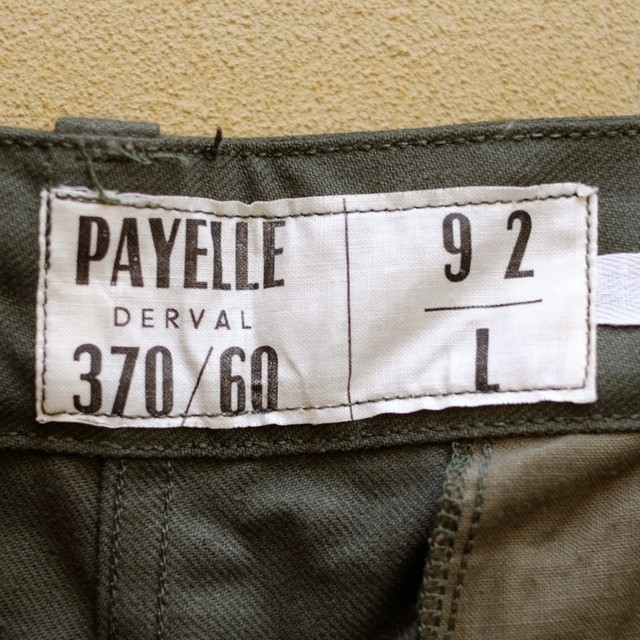 PAYELLE
DERVAL
370/60
92
L